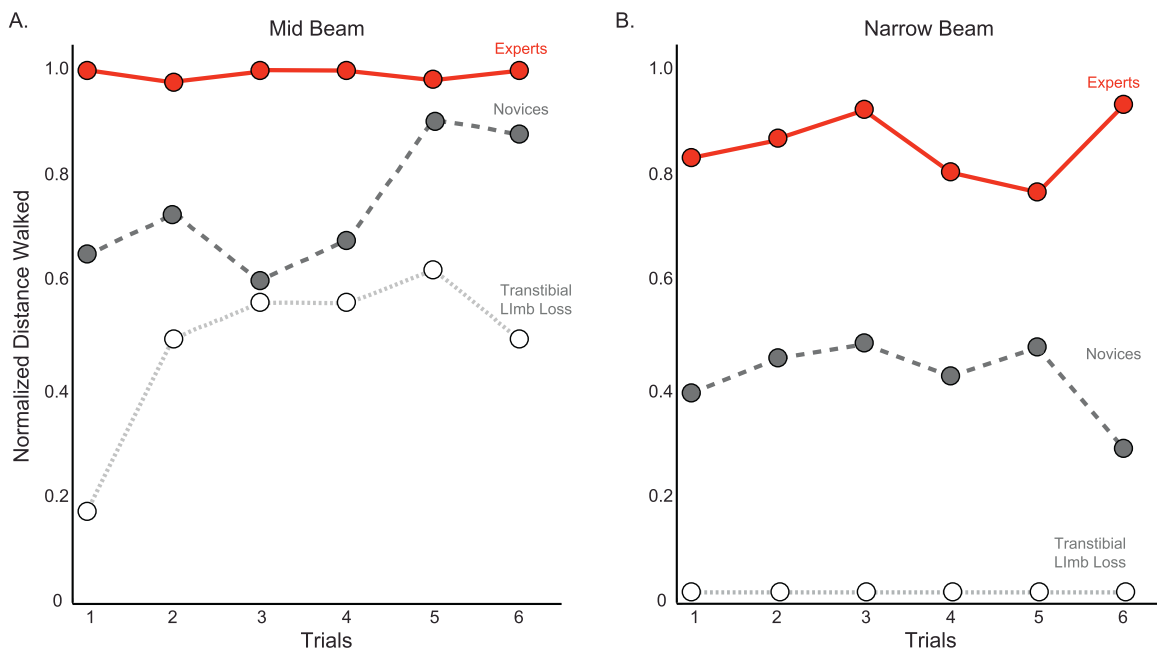 A.
Mid Beam
Normalized Distance Walked
1.0
0.8
0.6
0.4
0.2
0
Experts
Novices
Transtibial
LImb Loss
1 2 3 4 5 6
Trials
B.
Narrow Beam
1.0
0.8
0.6
0.4
0.2
0
Experts
Novices
Transtibial
LImb Loss
1 2 3 4 5 6
Trials